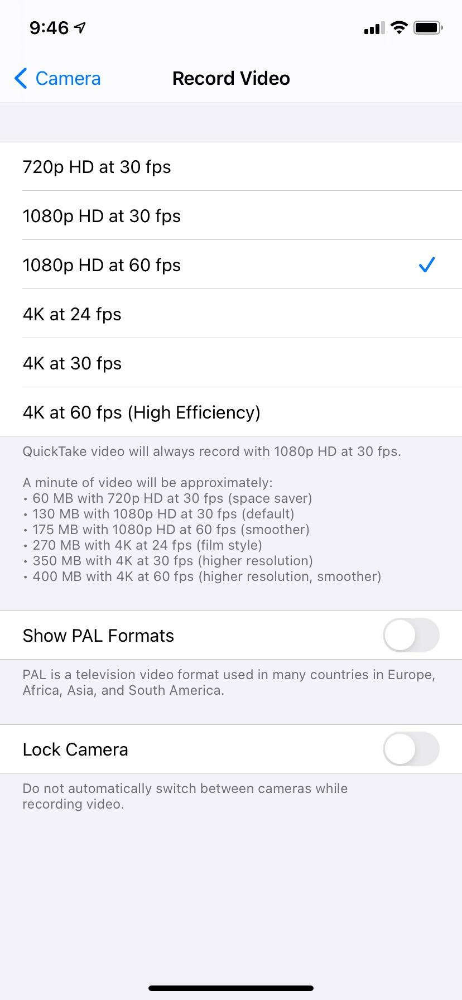 9:46
Camera
Record Video
720p HD at 30 fps
1080p HD at 30 fps
1080p HD at 60 fps
4K at 24 fps
4K at 30 fps
4K at 60 fps (High Efficiency)
QuickTake video will always record with 1080p HD at 30 fps.
A minute of video will be approximately:
• 60 MB with 720p HD at 30 fps (space saver)
• 130 MB with 1080p HD at 30 fps (default)
• 175 MB with 1080p HD at 60 fps (smoother)
• 270 MB with 4K at 24 fps (film style)
• 350 MB with 4K at 30 fps (higher resolution)
• 400 MB with 4K at 60 fps (higher resolution, smoother)
Show PAL Formats
PAL is a television video format used in many countries in Europe,
Africa, Asia, and South America.
Lock Camera
Do not automatically switch between cameras while
recording video.